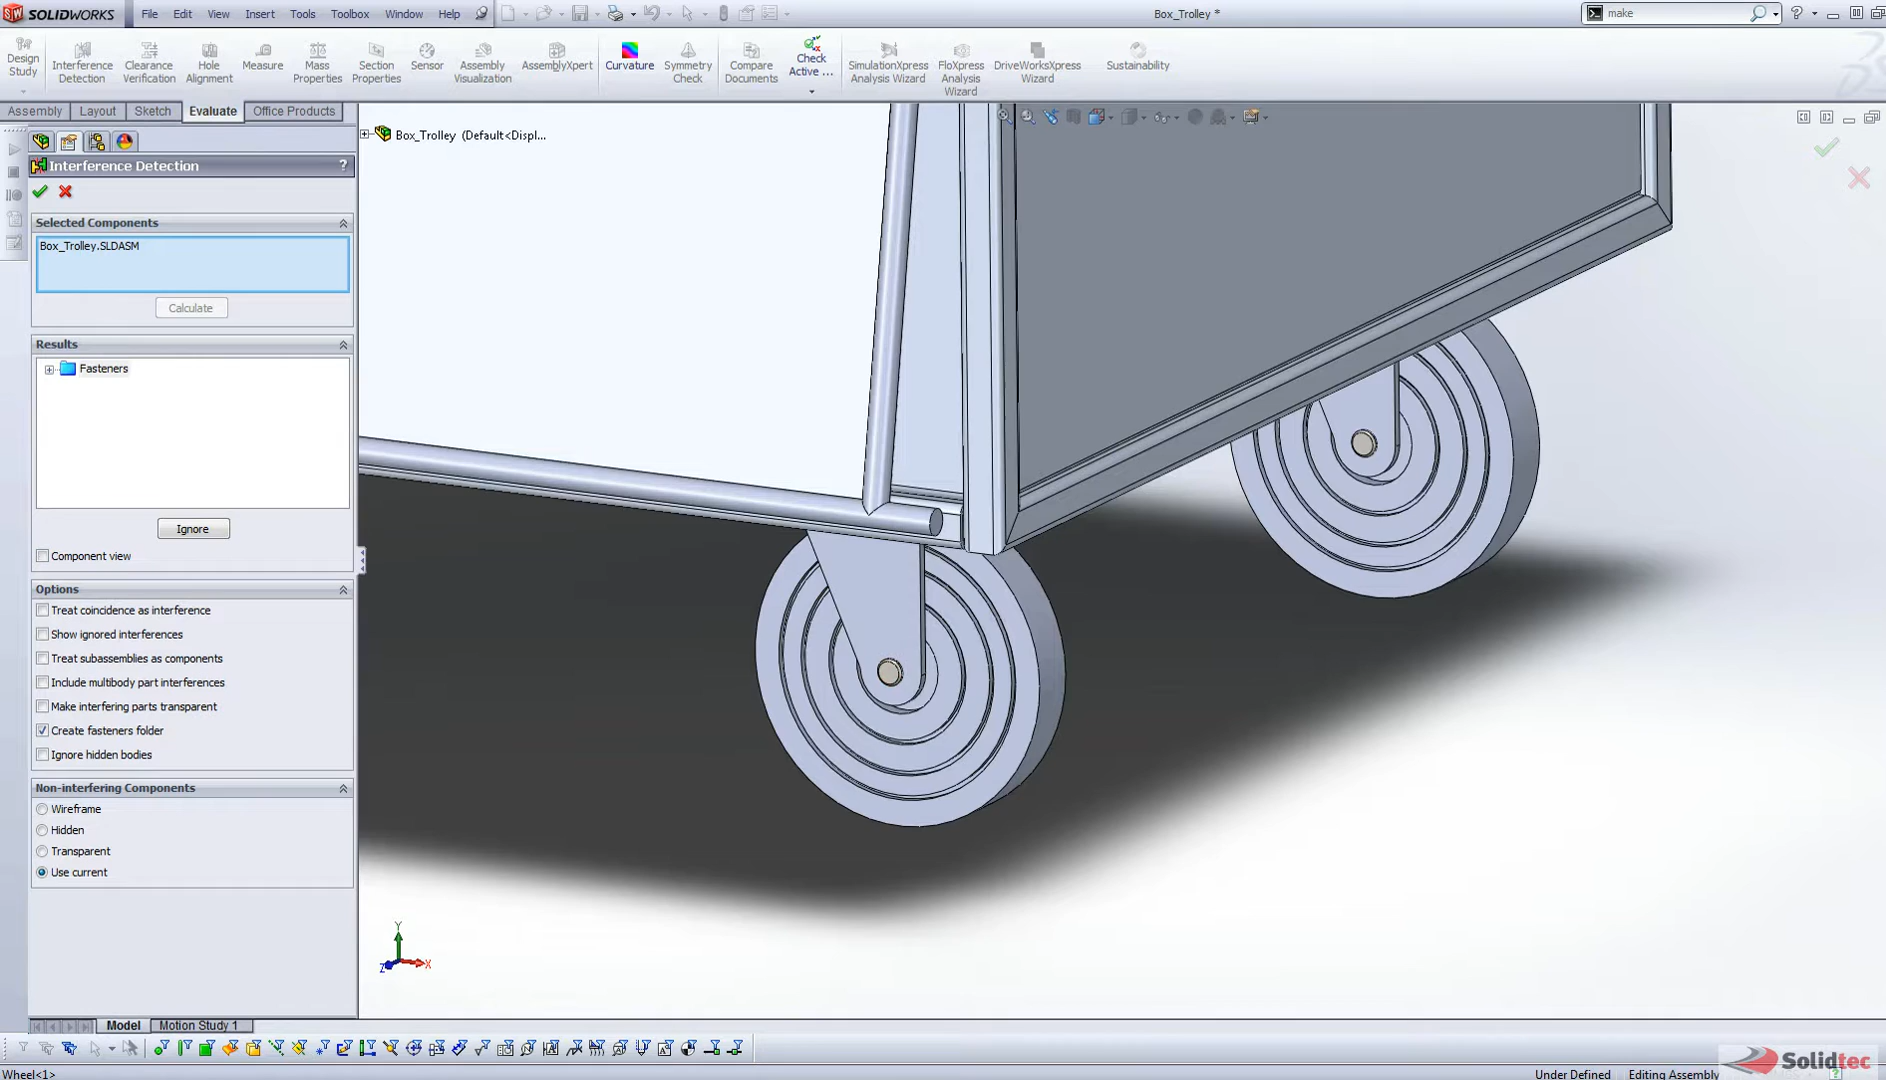 SOLIDWORKS File Edit View Insert Tools Toolbox Window Help Box_Trolley * make
Design Study
Interference Detection
Clearance Verification
Hole Alignment
Measure
Mass Properties
Section Properties
Sensor
Assembly Visualization
AssemblyXpert
Curvature
Symmetry Check
Compare Documents
Check Active ...
SimulationXpress Analysis Wizard
FloXpress Analysis Wizard
DriveWorksXpress Wizard
Sustainability
Assembly Layout Sketch Evaluate Office Products
Box_Trolley (Default<Displ...
Interference Detection ?
Selected Components
Box_Trolley.SLDASM
Calculate
Results
Fasteners
Ignore
Component view
Options
Treat coincidence as interference
Show ignored interferences
Treat subassemblies as components
Include multibody part interferences
Make interfering parts transparent
Create fasteners folder
Ignore hidden bodies
Non-interfering Components
Wireframe
Hidden
Transparent
Use current
Y
Z X
Model Motion Study 1
Solidtec
Wheel<1> Under Defined Editing Assembly